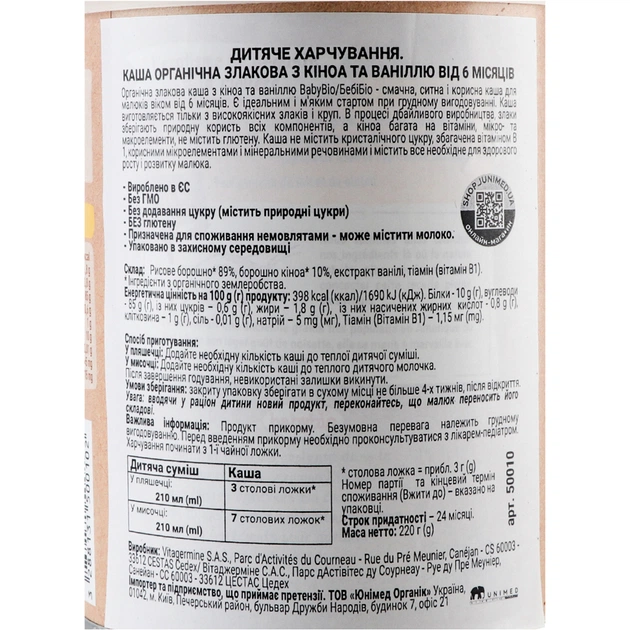 ДИТЯЧЕ ХАРЧУВАННЯ.
КАША ОРГАНІЧНА ЗЛАКОВА З КІНОА ТА ВАНІЛЛЮ ВІД 6 МІСЯЦІВ
Органічна злакова каша з кіноа та ваніллю BabyBio/БебіБіо - смачна, ситна і корисна каша для
малюків віком від 6 місяців. Є ідеальним і м'яким стартом при грудному вигодовуванні. Каша
виготовляється тільки з високоякісних злаків і круп. В процесі дбайливого виробництва, злаки
зберігають природну користь всіх компонентів, а кіноа багата на вітаміни, мікро- та
макроелементи, не містить глютену. Каша не містить кристалічного цукру, збагачена вітаміном В
1, корисними мікроелементами і мінеральними речовинами і містить все необхідне для здорового
росту і розвитку малюка.
SHOP.JUNIMED.UA
онлайн-магазин
- Вироблено в ЄС
- Без ГМО
- Без додавання цукру (містить природні цукри)
- БЕЗ глютену
- Призначена для споживання немовлятами - може містити молоко.
- Упаковано в захисному середовищі
Склад: Рисове борошно* 89%, борошно кіноа* 10%, екстракт ванілі, тіамін (вітамін В1).
* Інгредієнти з органічного землеробства.
Енергетична цінність на 100 g (г) продукту: 398 kcal (ккал)/1690 kJ (кДж). Білки - 10 g (г), вуглеводи
- 85 g (г), із них цукрів – 0,5 g (г), жири – 1,8 g (г), із них насичених жирних кислот - 0,8 g (г),
клітковина – 1 g (г), сіль - 0,01 g (г), натрій – 5 mg (мг), Тіамін (Вітамін В1) – 1,15 mg (мг).
Спосіб приготування:
У пляшечці: Додайте необхідну кількість каші до теплої дитячої суміші.
У мисочці: Додайте необхідну кількість каші до теплого дитячого молочка.
Після завершення годування, невикористані залишки викинути.
Умови зберігання: закриту упаковку зберігати в сухому місці не більше 4-х тижнів, після відкриття.
Увага: вводячи у раціон дитини новий продукт, переконайтесь, що малюк переносить його
складові.
Важлива інформація: Продукт прикорму. Безумовна перевага належить грудному
вигодовуванню. Перед введенням прикорму необхідно проконсультуватися з лікарем-педіатром.
Харчування починати з 1-ї чайної ложки.
Дитяча суміш Каша
У пляшечці:
210 мл (ml) 3 столові ложки*
У мисочці:
210 мл (ml) 7 столових ложок*
* столова ложка = прибл. 3 г (g)
Номер партії та кінцевий термін
споживання (Вжити до) – вказано на
упаковці.
Строк придатності – 24 місяці.
Маса нетто: 220 г (g)
арт. 50010
Виробник: Vitagermine S.A.S., Parc d'Activités du Courneau - Rue du Pré Meunier, Canéjan - CS 60003 -
33612 CESTAS Cedex/ Вітаджерміне С.А.С., Парс дАстівітес ду Соурнеау - Руе ду Пре Меуниер,
Санейан - СС 60003 - 33612 ЦЕСТАС Цедех
Імпортер та підприємство, що приймає претензії. ТОВ "Юнімед Органік" Україна,
01042, м. Київ, Печерський район, бульвар Дружби Народів, будинок 7, офіс 21
UNIMED